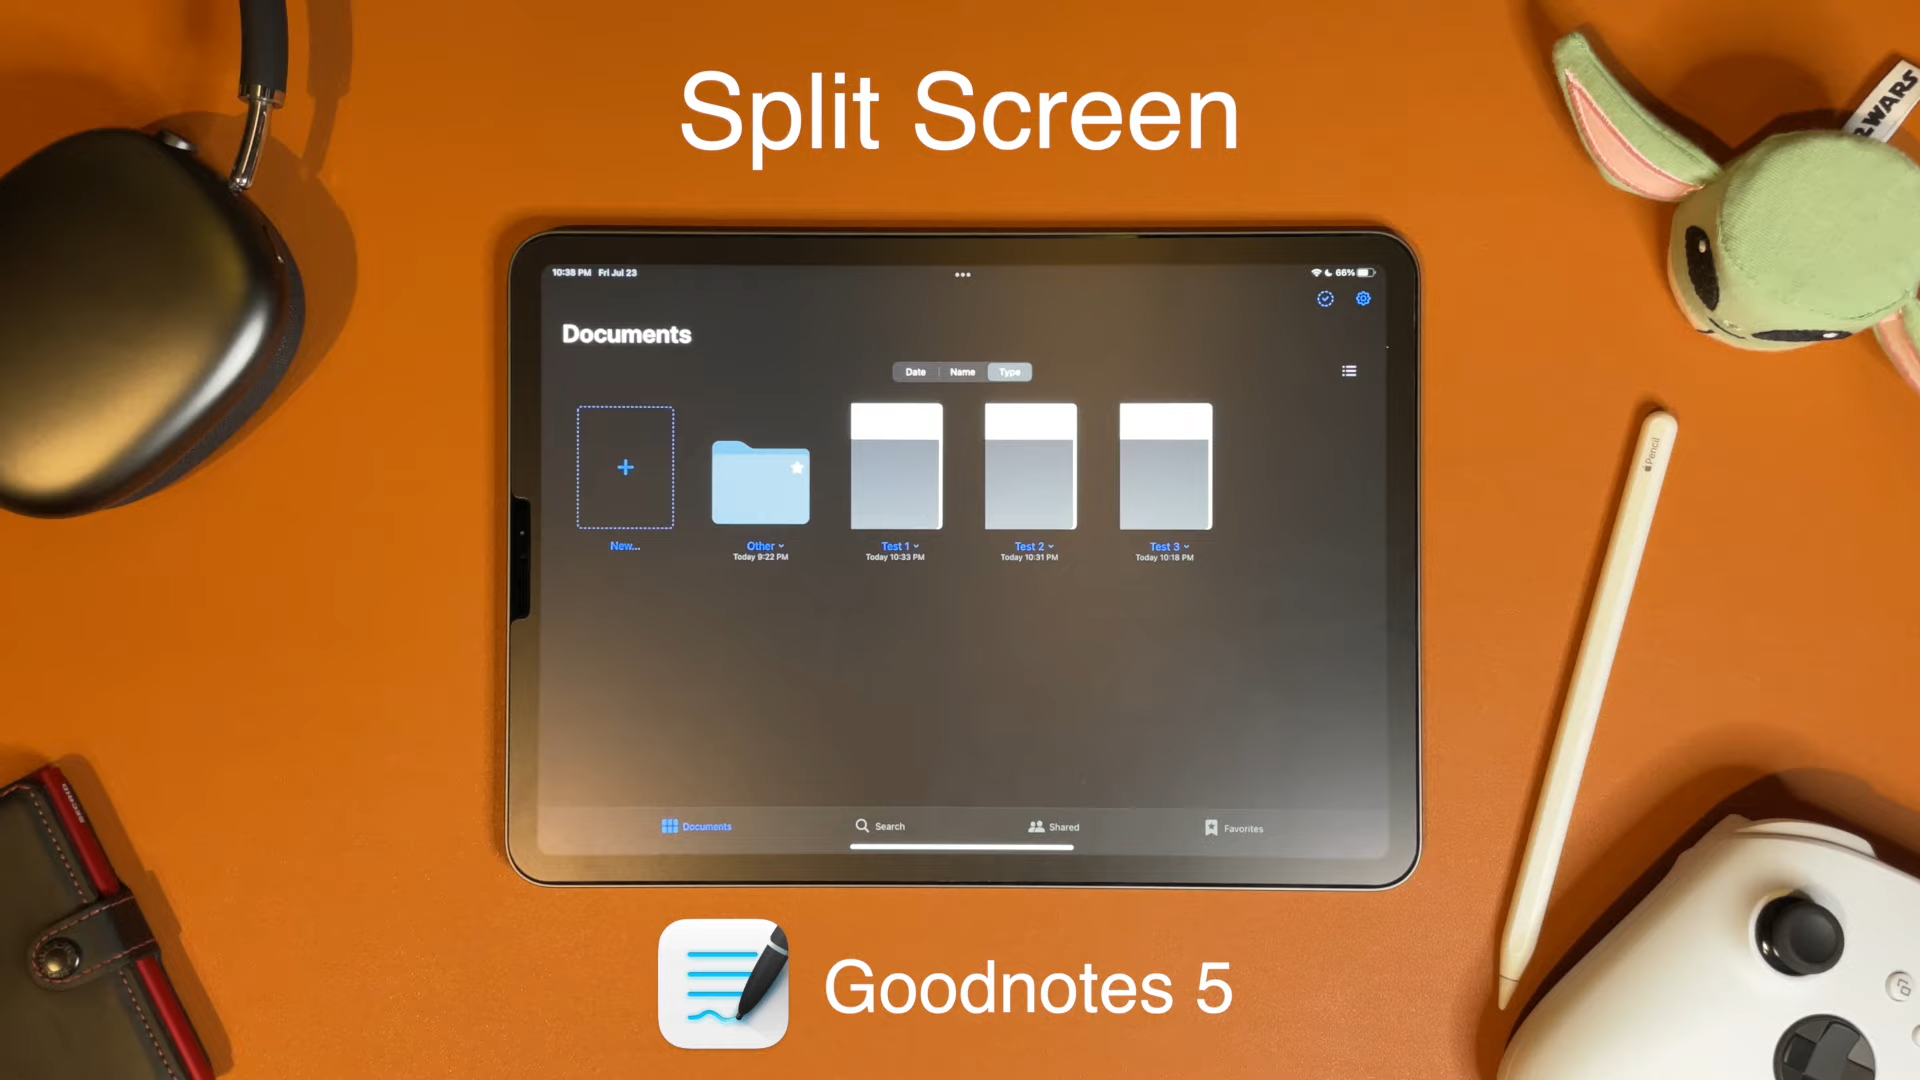 Split Screen
10:38 PM Fri Jul 23
66%
Documents
Date Name Type
New...
Other
Today 9:22 PM
Test 1
Today 10:33 PM
Test 2
Today 10:31 PM
Test 3
Today 10:18 PM
Documents Search Shared Favorites
Goodnotes 5
WARS
Pencil